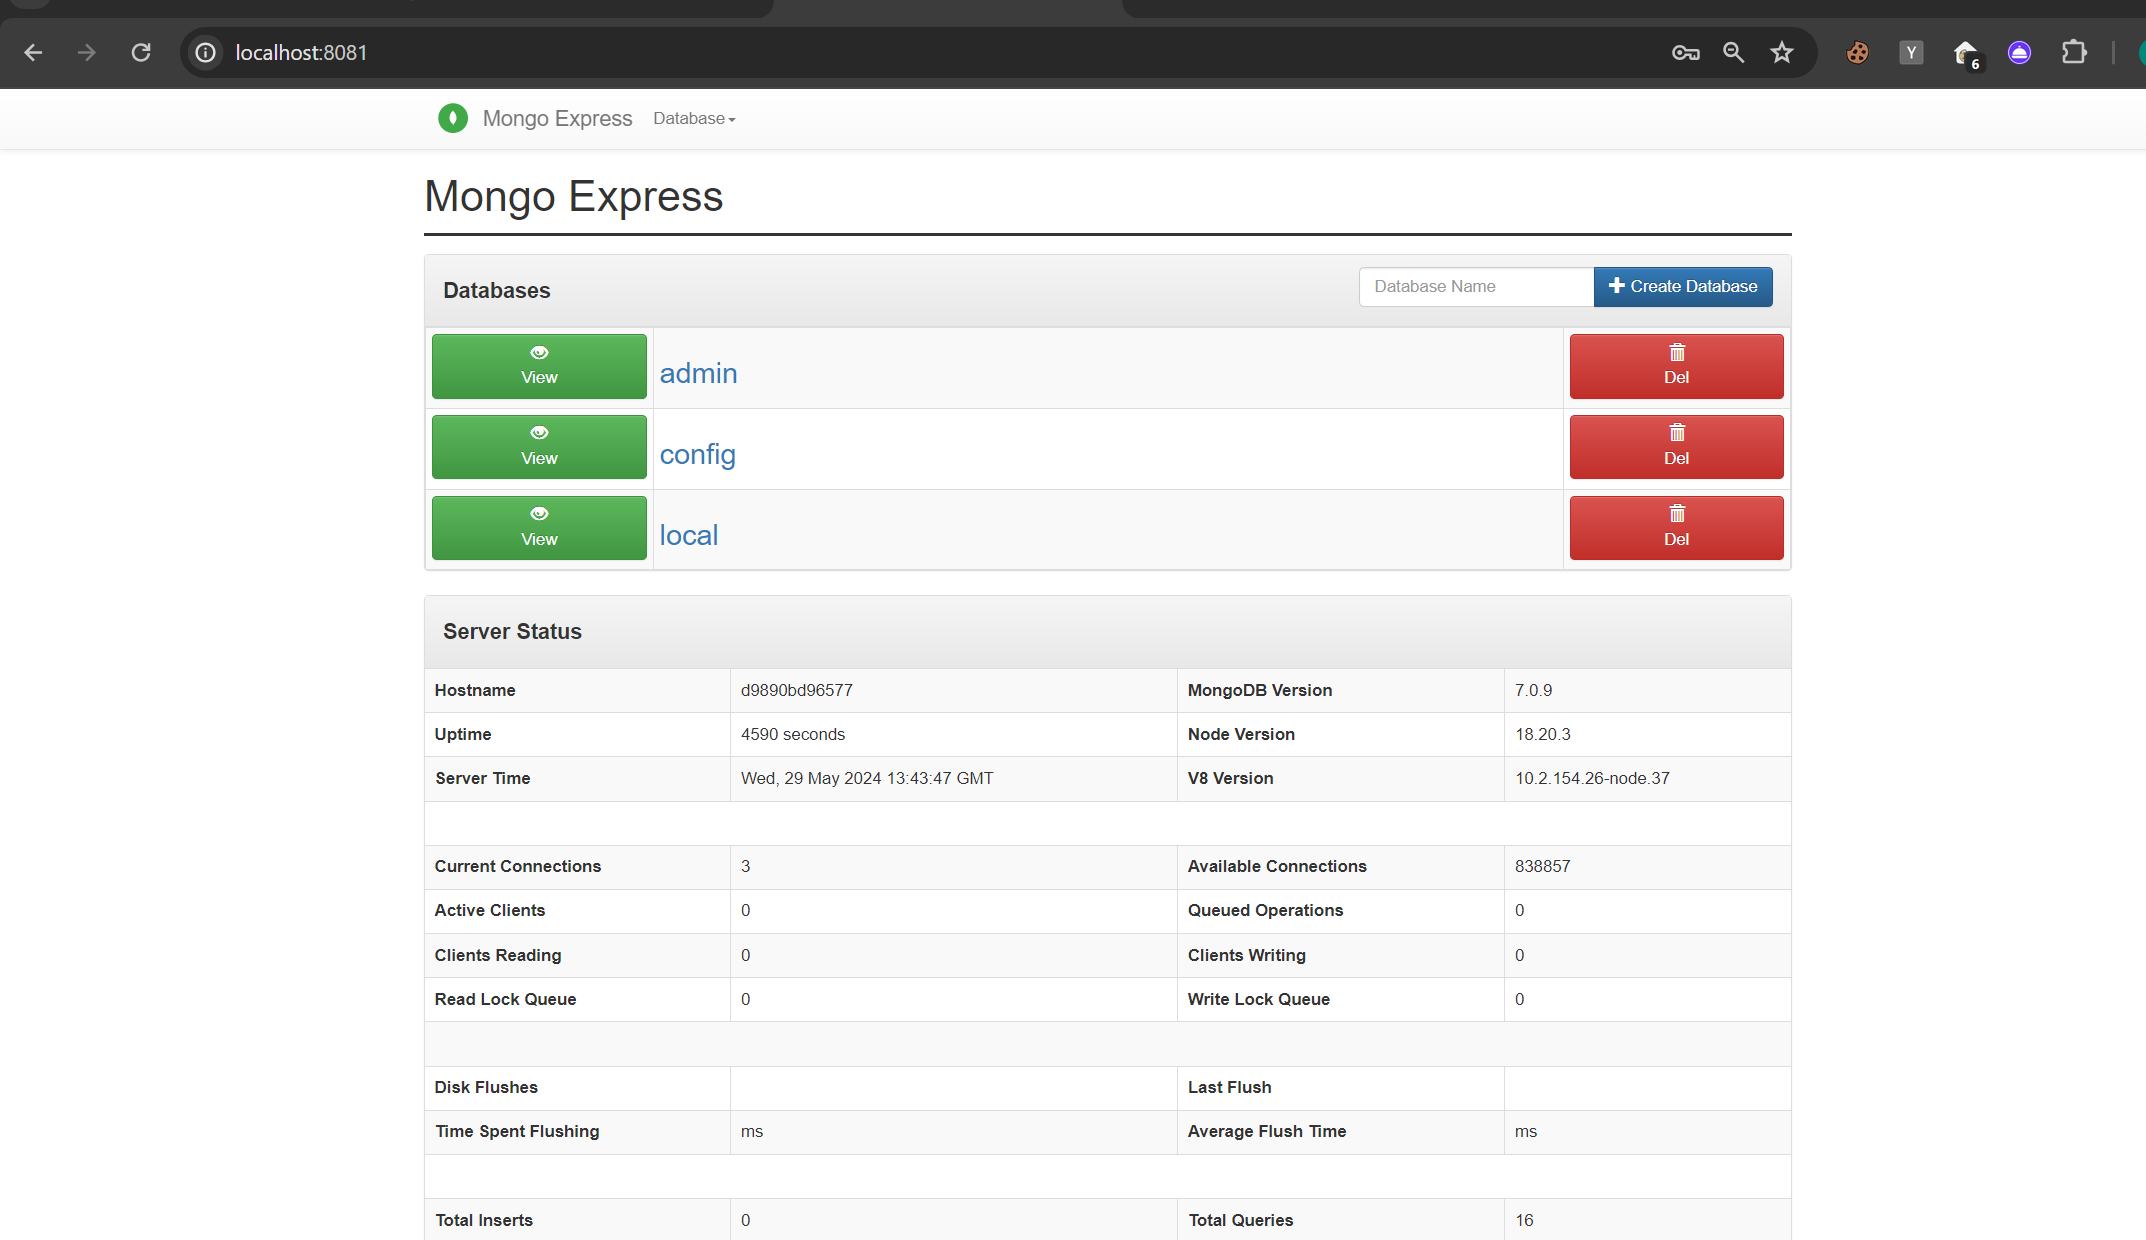 localhost:8081
Y
6
Mongo Express Database
Mongo Express
Databases Database Name Create Database
View admin Del
View config Del
View local Del
Server Status
Hostname d9890bd96577 MongoDB Version 7.0.9
Uptime 4590 seconds Node Version 18.20.3
Server Time Wed, 29 May 2024 13:43:47 GMT V8 Version 10.2.154.26-node.37
Current Connections 3 Available Connections 838857
Active Clients 0 Queued Operations 0
Clients Reading 0 Clients Writing 0
Read Lock Queue 0 Write Lock Queue 0
Disk Flushes Last Flush
Time Spent Flushing ms Average Flush Time ms
Total Inserts 0 Total Queries 16